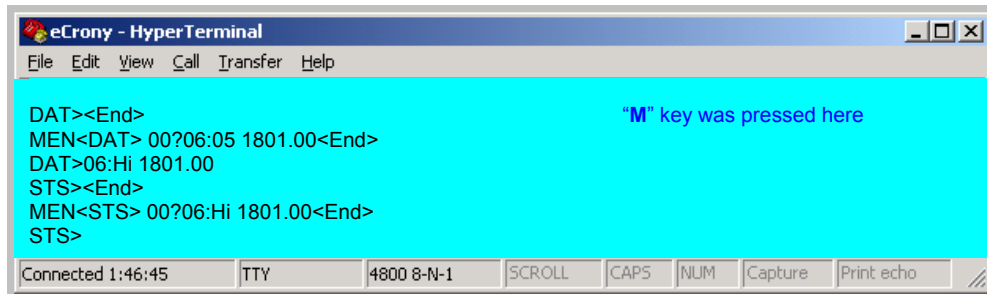 eCrony - HyperTerminal
File Edit View Call Transfer Help
DAT><End> “M” key was pressed here
MEN<DAT> 00?06:05 1801.00<End>
DAT>06:Hi 1801.00
STS><End>
MEN<STS> 00?06:Hi 1801.00<End>
STS>
Connected 1:46:45 TTY 4800 8-N-1 SCROLL CAPS NUM Capture Print echo